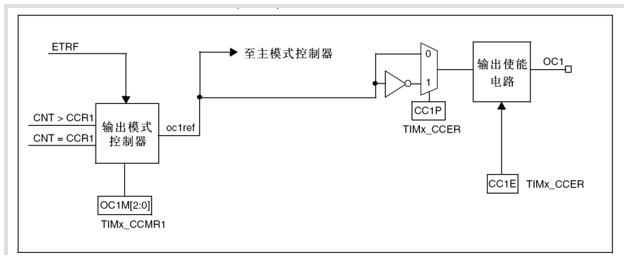 ETRF
至主模式控制器
0
1
输出使能
电路
OC1
CNT > CCR1
CNT = CCR1
输出模式
控制器
oc1ref
CC1P
TIMx_CCER
OC1M[2:0]
TIMx_CCMR1
CC1E
TIMx_CCER